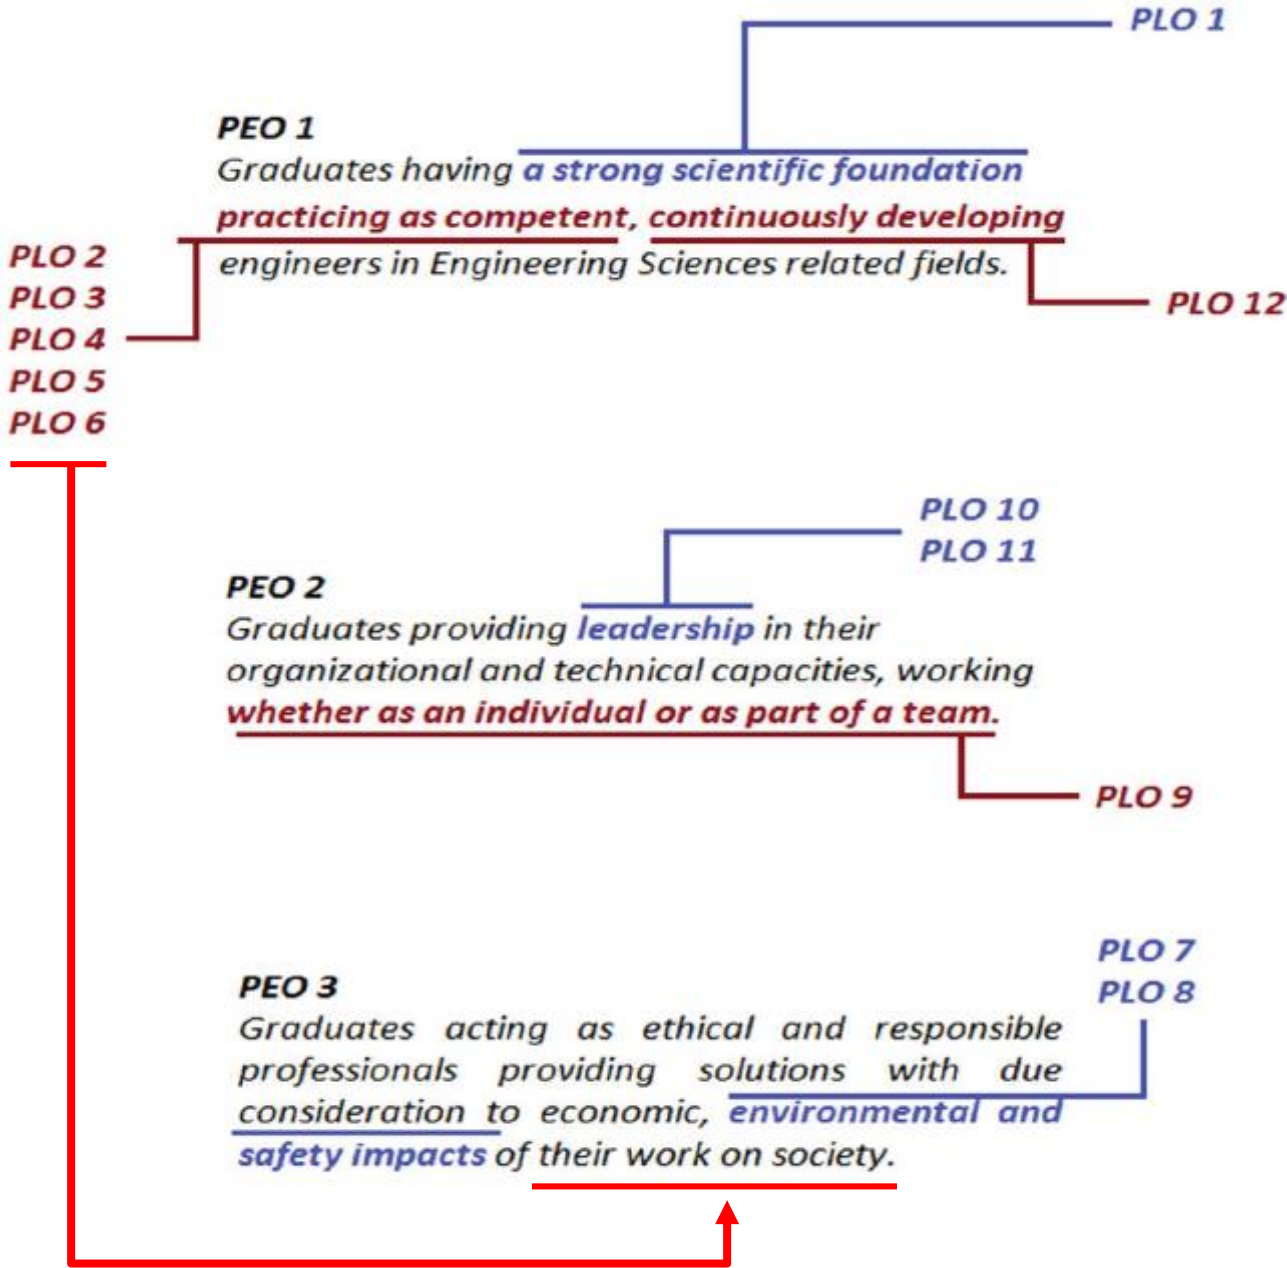 PLO 1
PEO 1
Graduates having a strong scientific foundation
practicing as competent, continuously developing
engineers in Engineering Sciences related fields.
PLO 2
PLO 3
PLO 4
PLO 5
PLO 6
PLO 12
PLO 10
PLO 11
PEO 2
Graduates providing leadership in their
organizational and technical capacities, working
whether as an individual or as part of a team.
PLO 9
PLO 7
PLO 8
PEO 3
Graduates acting as ethical and responsible
professionals providing solutions with due
consideration to economic, environmental and
safety impacts of their work on society.